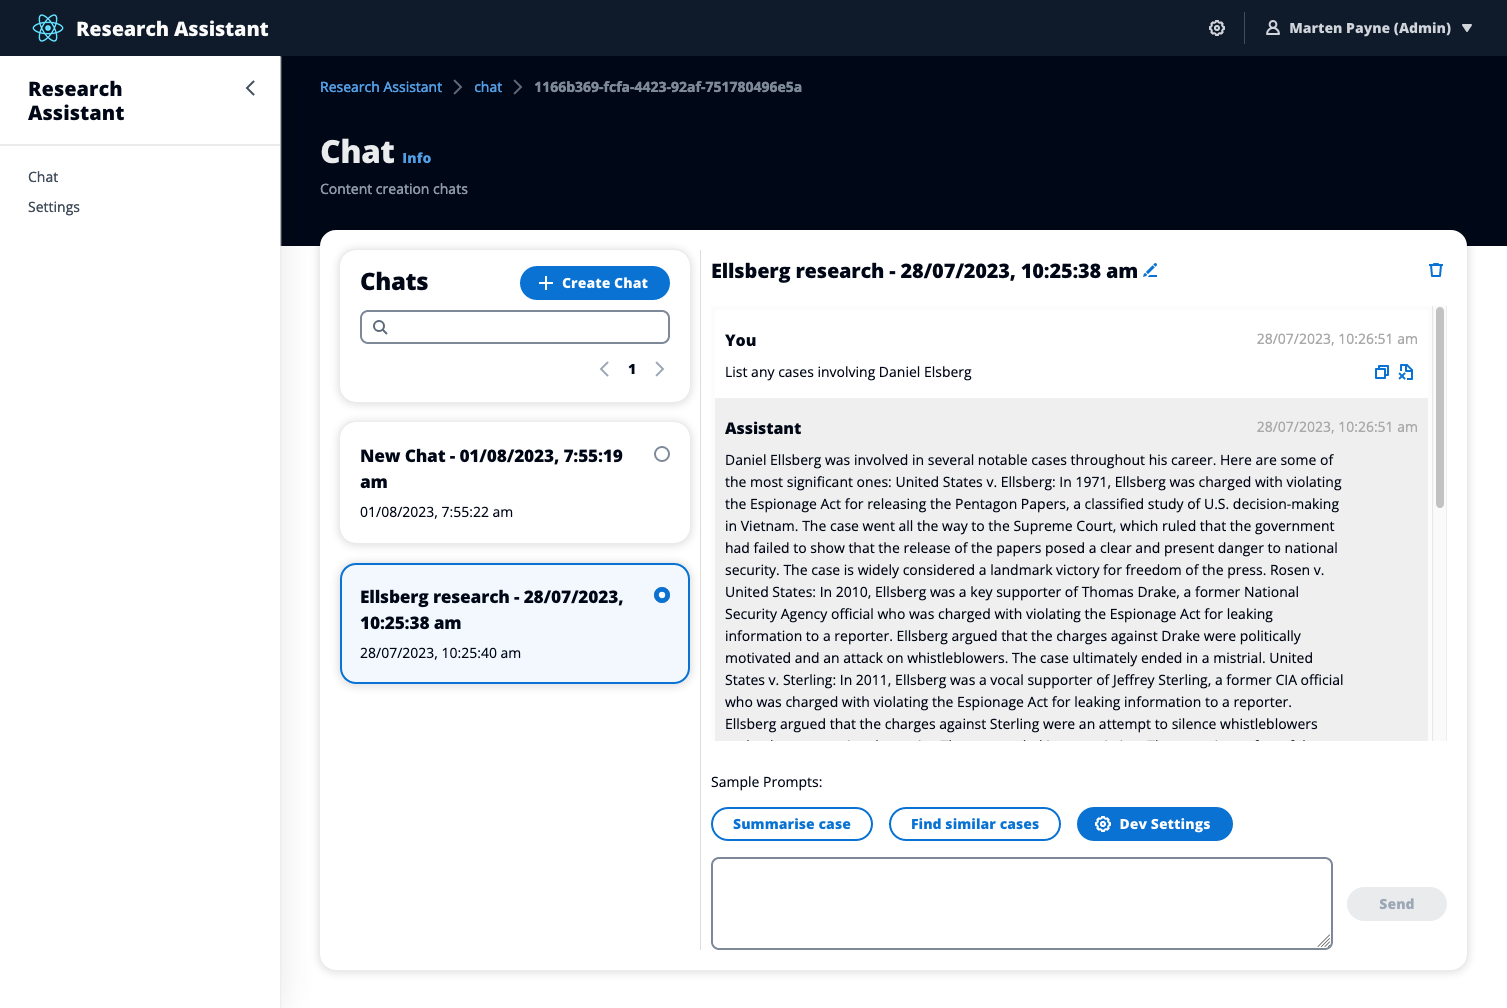 Research Assistant
Marten Payne (Admin)
Research
Assistant
Chat
Settings
Research Assistant
chat
1166b369-fcfa-4423-92af-751780496e5a
Chat Info
Content creation chats
Chats
Create Chat
1
New Chat - 01/08/2023, 7:55:19
am
01/08/2023, 7:55:22 am
Ellsberg research - 28/07/2023,
10:25:38 am
28/07/2023, 10:25:40 am
Ellsberg research - 28/07/2023, 10:25:38 am
You
28/07/2023, 10:26:51 am
List any cases involving Daniel Elsberg
Assistant
28/07/2023, 10:26:51 am
Daniel Ellsberg was involved in several notable cases throughout his career. Here are some of
the most significant ones: United States v. Ellsberg: In 1971, Ellsberg was charged with violating
the Espionage Act for releasing the Pentagon Papers, a classified study of U.S. decision-making
in Vietnam. The case went all the way to the Supreme Court, which ruled that the government
had failed to show that the release of the papers posed a clear and present danger to national
security. The case is widely considered a landmark victory for freedom of the press. Rosen v.
United States: In 2010, Ellsberg was a key supporter of Thomas Drake, a former National
Security Agency official who was charged with violating the Espionage Act for leaking
information to a reporter. Ellsberg argued that the charges against Drake were politically
motivated and an attack on whistleblowers. The case ultimately ended in a mistrial. United
States v. Sterling: In 2011, Ellsberg was a vocal supporter of Jeffrey Sterling, a former CIA official
who was charged with violating the Espionage Act for leaking information to a reporter.
Ellsberg argued that the charges against Sterling were an attempt to silence whistleblowers
Sample Prompts:
Summarise case
Find similar cases
Dev Settings
Send